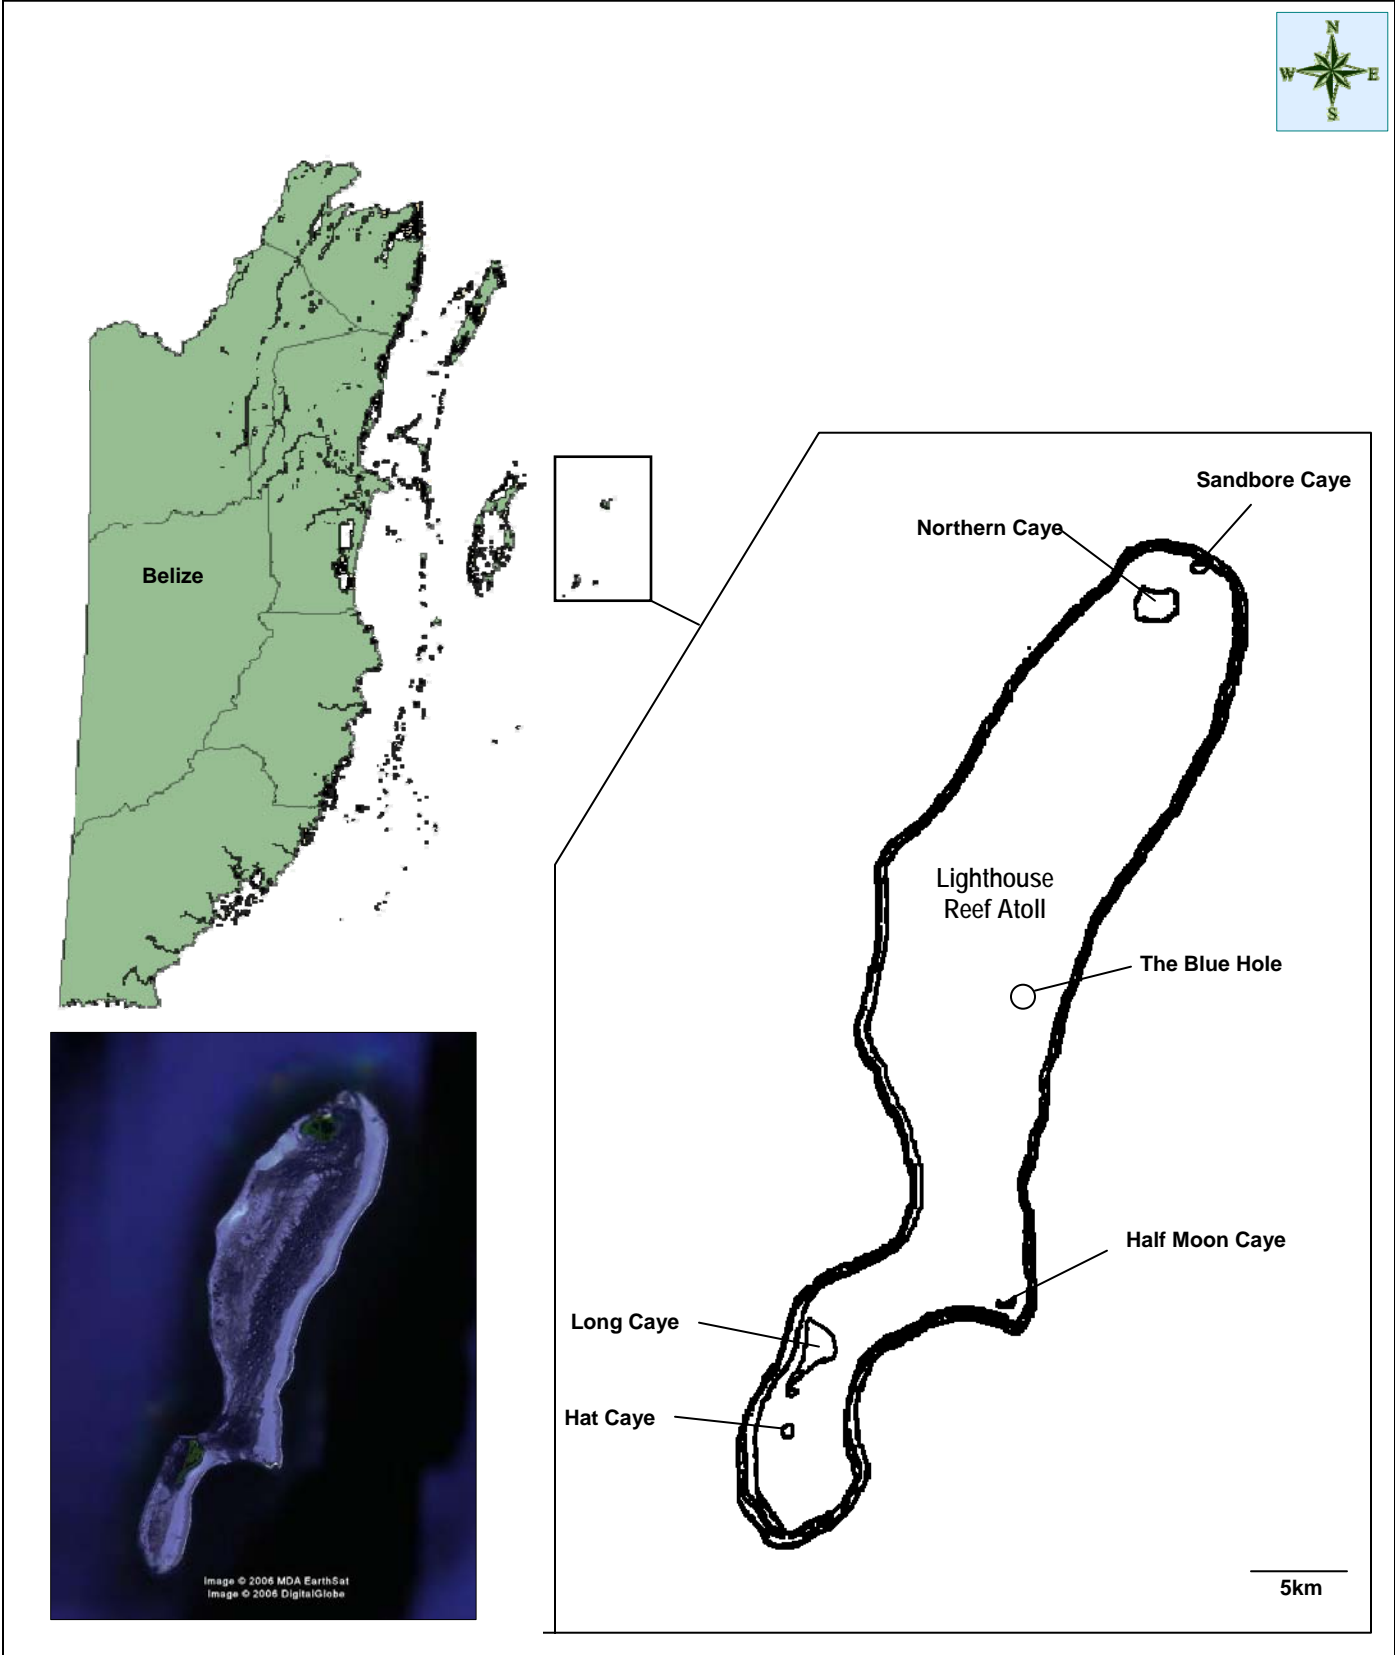 N
W E
S
Sandbore Caye
Northern Caye
Belize
Lighthouse
Reef Atoll
The Blue Hole
Half Moon Caye
Long Caye
Hat Caye
Image © 2006 MDA EarthSat
Image © 2006 DigitalGlobe
5km